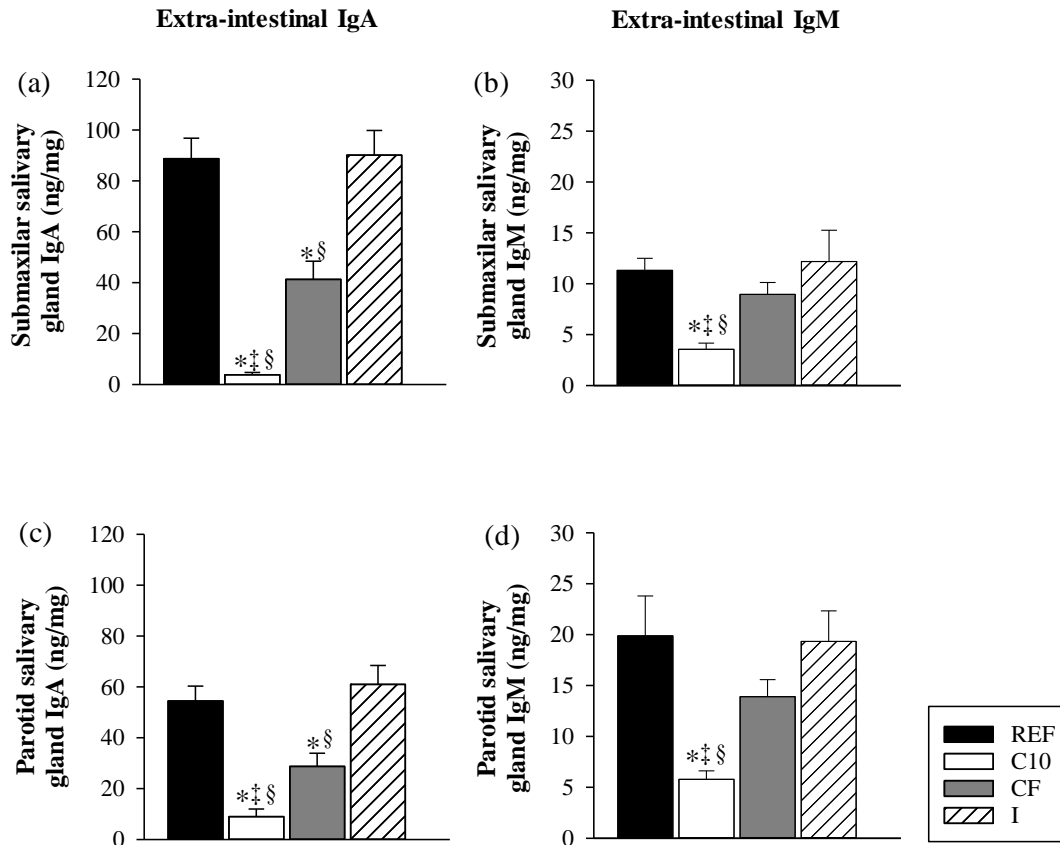 Extra-intestinal IgA
Extra-intestinal IgM
(a)
Submaxilar salivary
gland IgA (ng/mg)
120
100
80
60
40
20
0
*‡§
*§
(b)
Submaxilar salivary
gland IgM (ng/mg)
30
25
20
15
10
5
0
*‡§
(c)
Parotid salivary
gland IgA (ng/mg)
120
100
80
60
40
20
0
*‡§
*§
(d)
Parotid salivary
gland IgM (ng/mg)
30
25
20
15
10
5
0
*‡§
REF
C10
CF
I